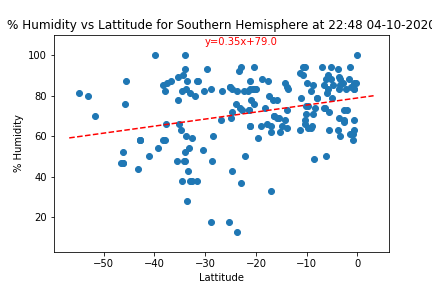 % Humidity vs Lattitude for Southern Hemisphere at 22:48 04-10-2020
y=0.35x+79.0
100
80
60
40
20
% Humidity
−50 −40 −30 −20 −10 0
Lattitude